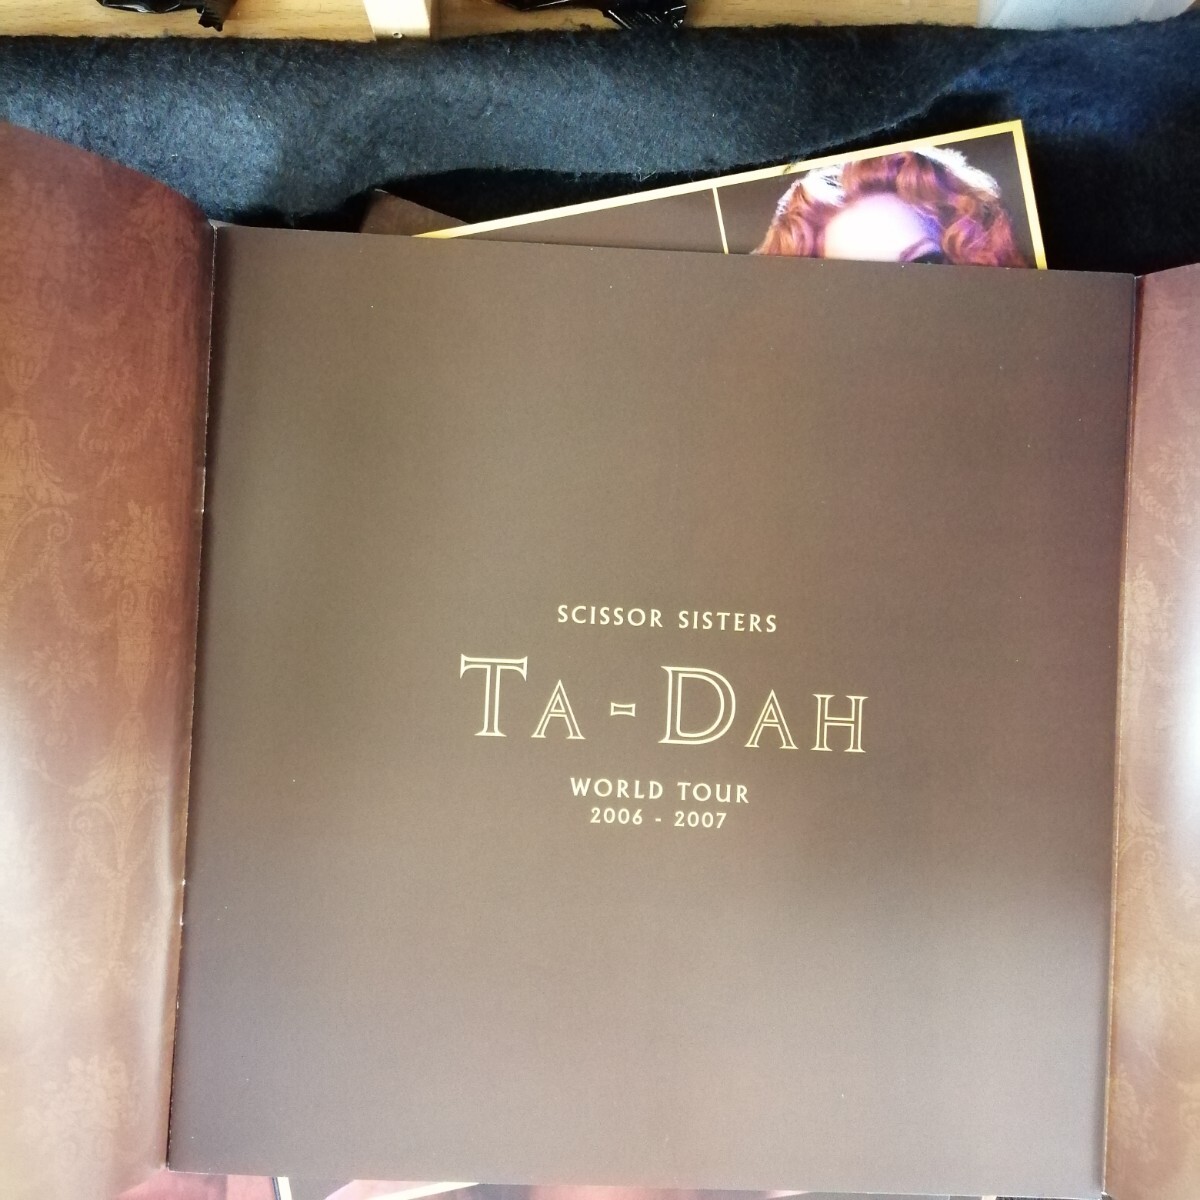 SCISSOR SISTERS
TA-DAH
WORLD TOUR
2006 - 2007